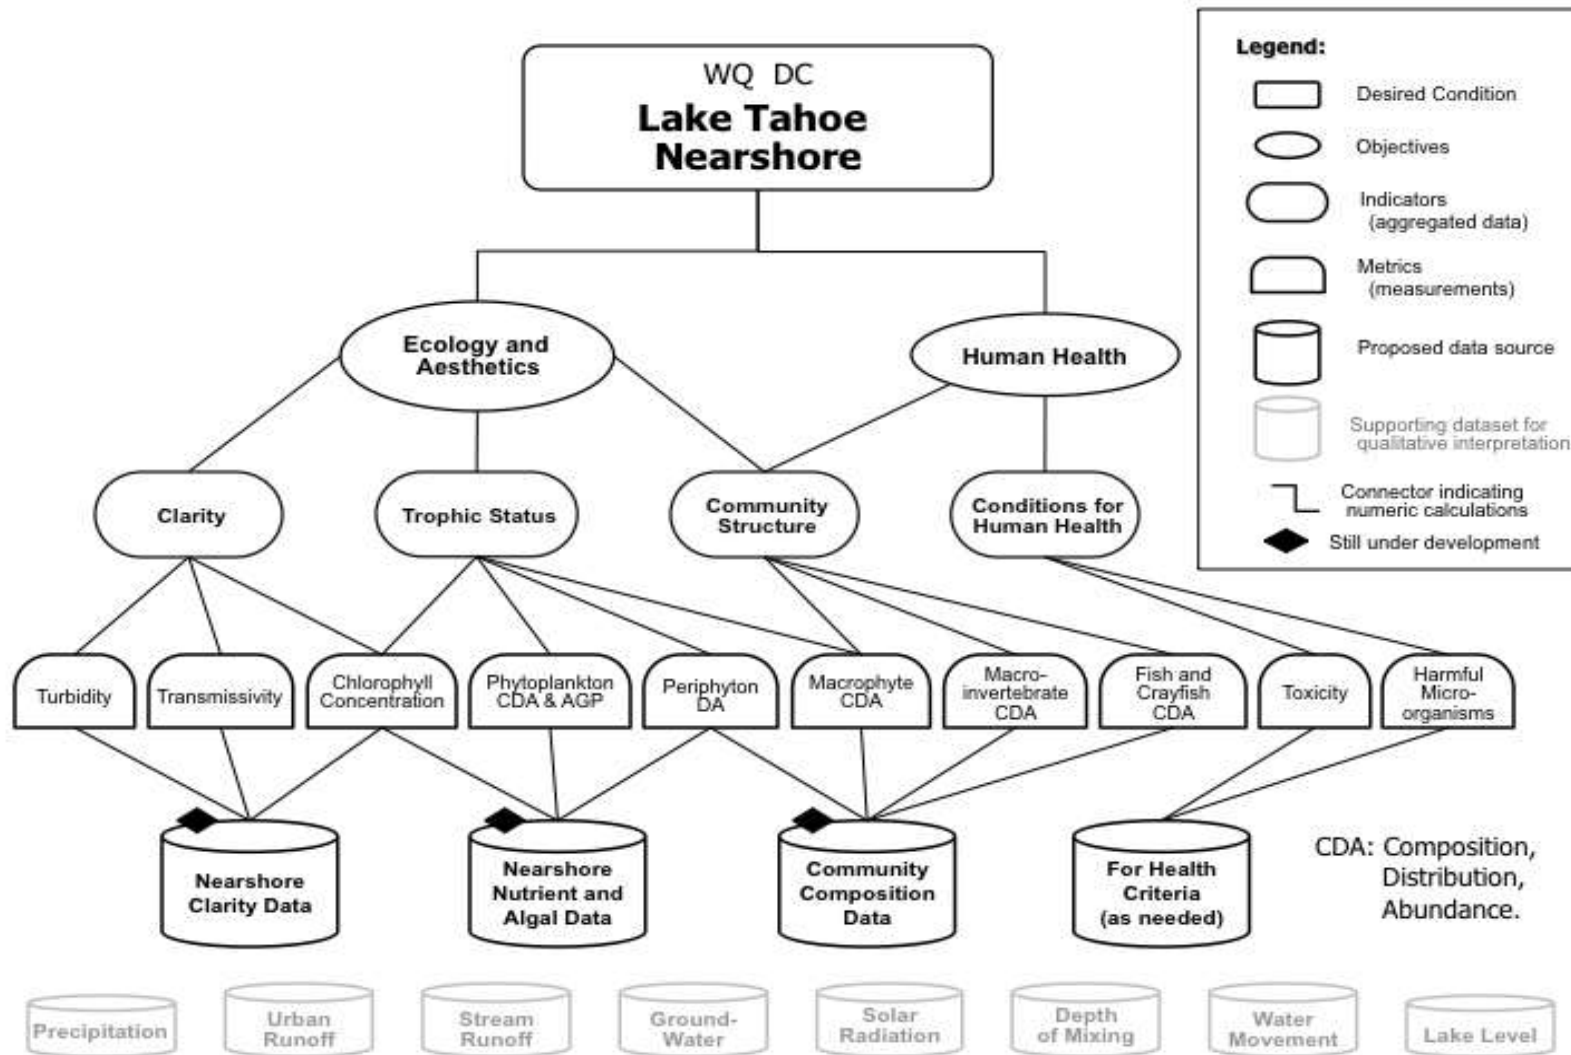 WQ DC
Lake Tahoe
Nearshore
Legend:
Desired Condition
Objectives
Indicators
(aggregated data)
Metrics
(measurements)
Proposed data source
Supporting dataset for
qualitative interpretation
Connector indicating
numeric calculations
Still under development
Ecology and
Aesthetics
Human Health
Clarity
Trophic Status
Community
Structure
Conditions for
Human Health
Turbidity
Transmissivity
Chlorophyll
Concentration
Phytoplankton
CDA & AGP
Periphyton
DA
Macrophyte
CDA
Macro-
invertebrate
CDA
Fish and
Crayfish
CDA
Toxicity
Harmful
Micro-
organisms
Nearshore
Clarity Data
Nearshore
Nutrient and
Algal Data
Community
Composition
Data
For Health
Criteria
(as needed)
CDA: Composition,
Distribution,
Abundance.
Precipitation
Urban
Runoff
Stream
Runoff
Ground-
Water
Solar
Radiation
Depth
of Mixing
Water
Movement
Lake Level